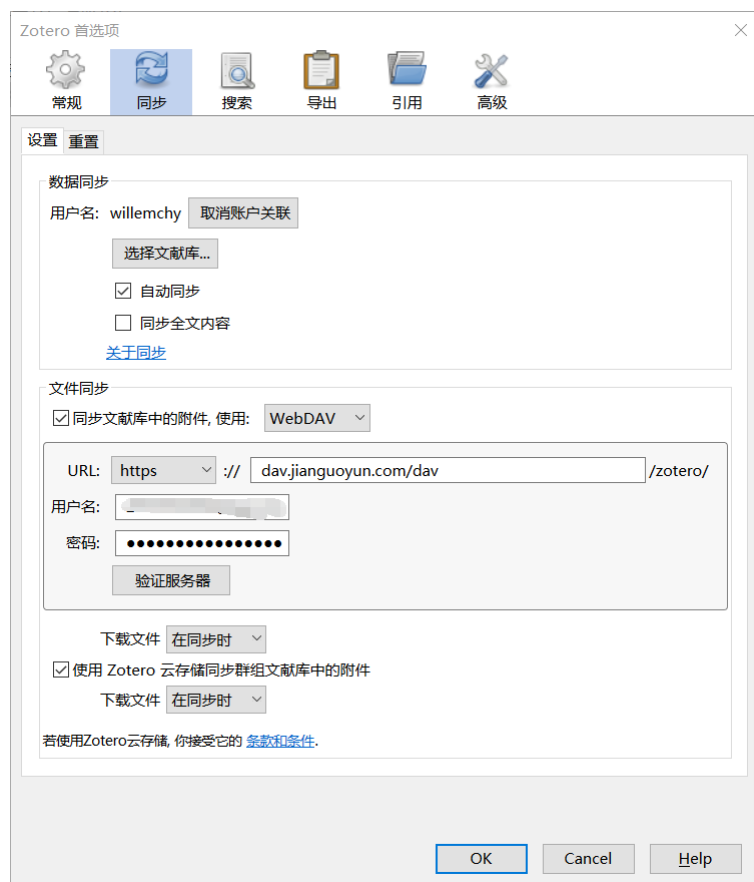 Zotero 首选项
常规 同步 搜索 导出 引用 高级
设置 重置
数据同步
用户名: willemchy 取消账户关联
选择文献库...
自动同步
同步全文内容
关于同步
文件同步
同步文献库中的附件, 使用: WebDAV
URL: https :// dav.jianguoyun.com/dav /zotero/
用户名:
密码: ●●●●●●●●●●●●●●●●
验证服务器
下载文件 在同步时
使用 Zotero 云存储同步群组文献库中的附件
下载文件 在同步时
若使用Zotero云存储, 你接受它的 条款和条件.
OK Cancel Help